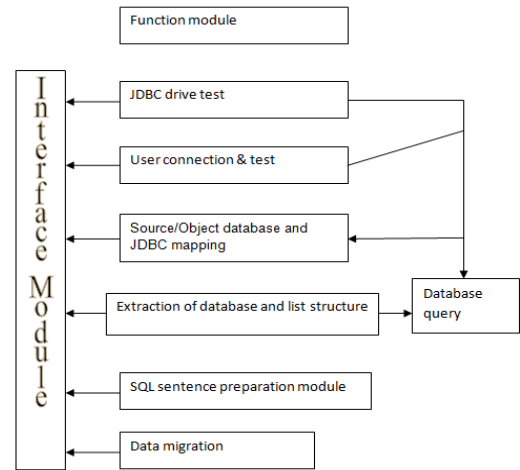 Function module
Interface Module
JDBC drive test
User connection & test
Source/Object database and
JDBC mapping
Extraction of database and list structure
Database
query
SQL sentence preparation module
Data migration